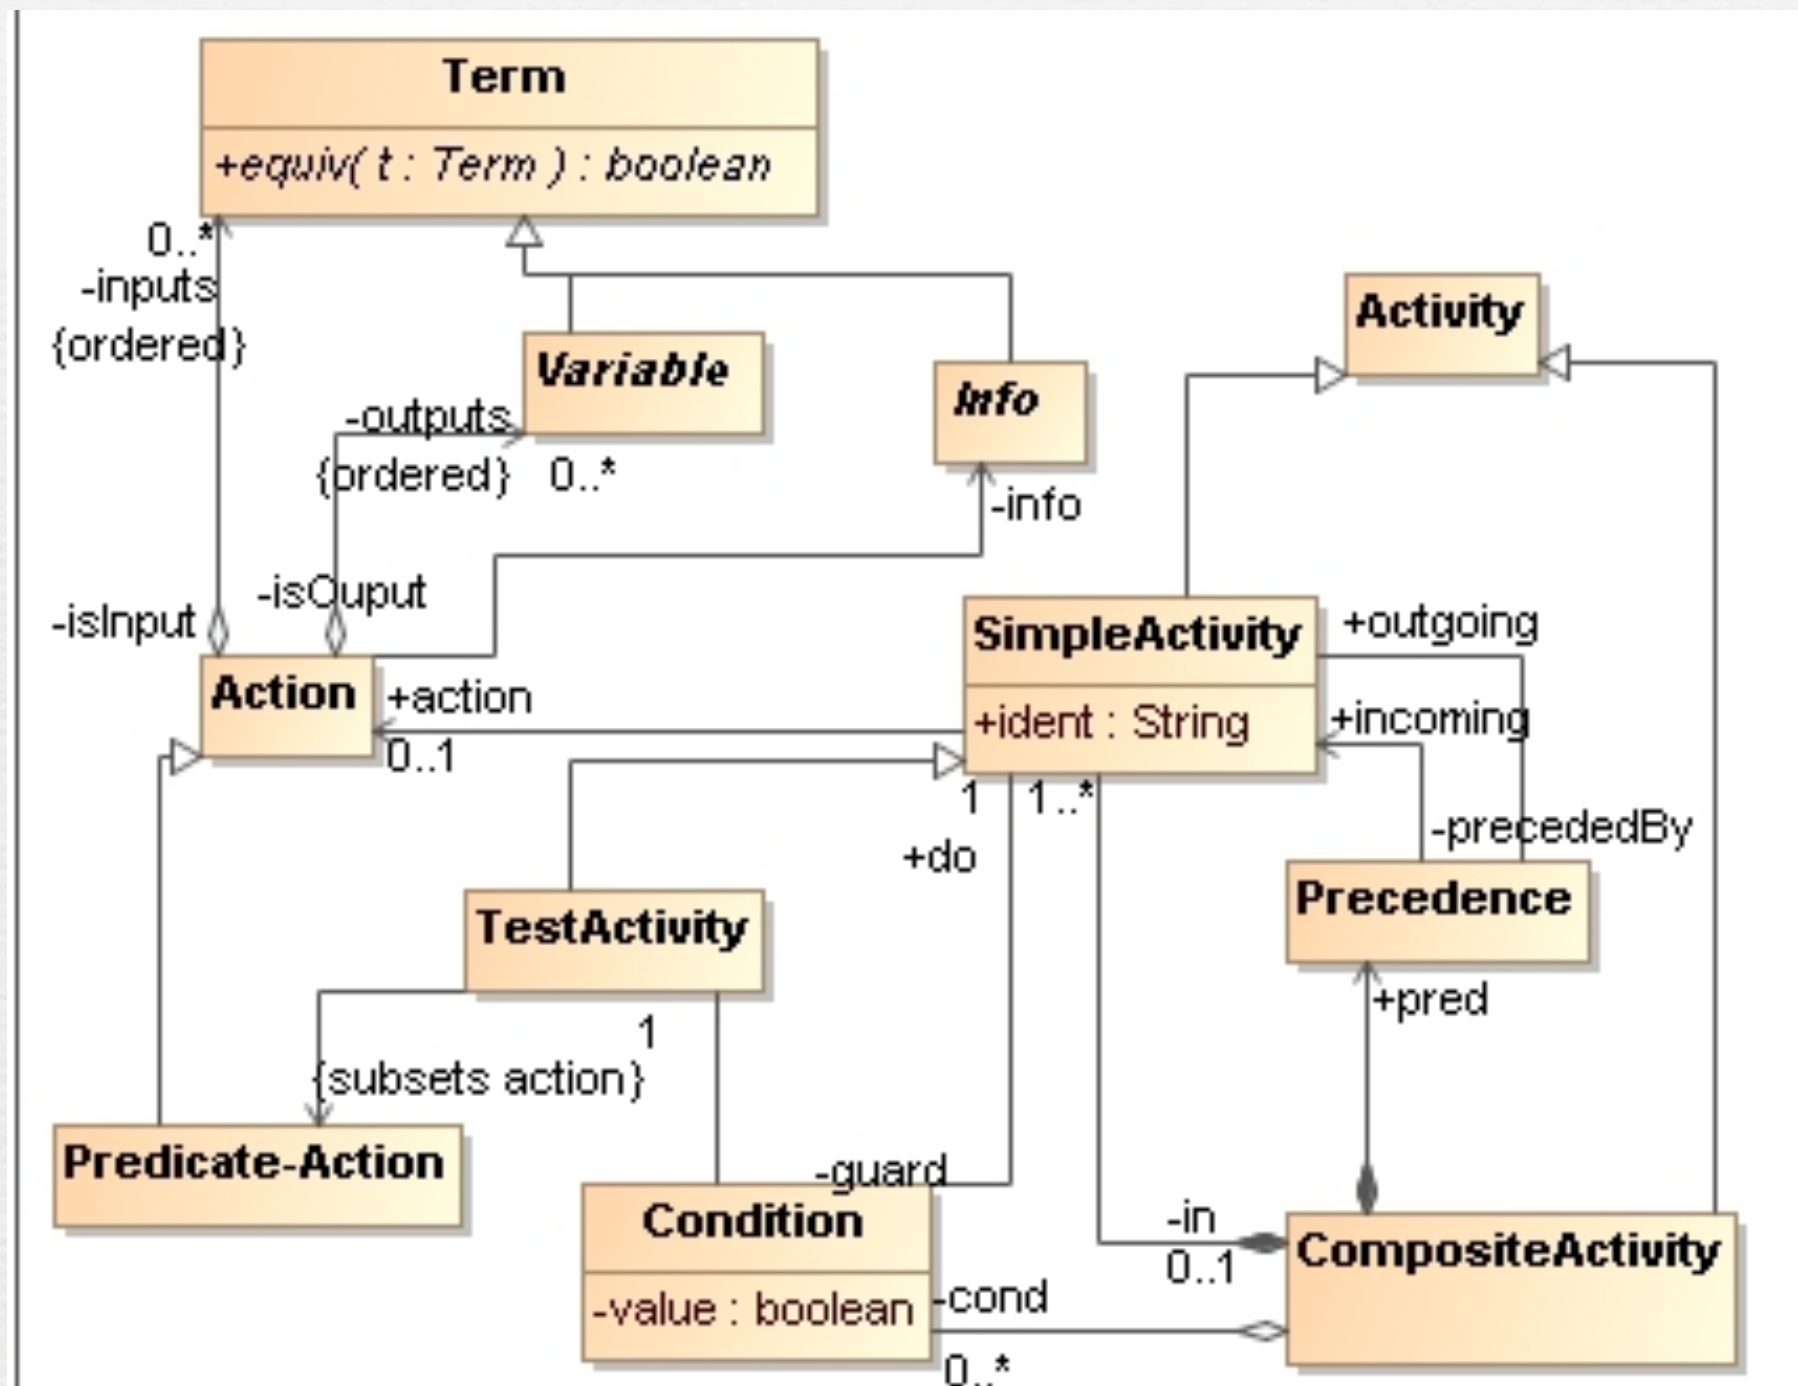 Term
+equiv( t : Term ) : boolean
0..*
-inputs
{ordered}
Activity
Variable
Info
-outputs
{ordered} 0..*
-info
-isOuput
-isInput
SimpleActivity
+outgoing
Action
+action
+ident : String
+incoming
0..1
1 1..*
-precededBy
+do
Precedence
TestActivity
+pred
1
{subsets action}
Predicate-Action
-guard
Condition
-in
CompositeActivity
0..1
-value : boolean
-cond
0..*